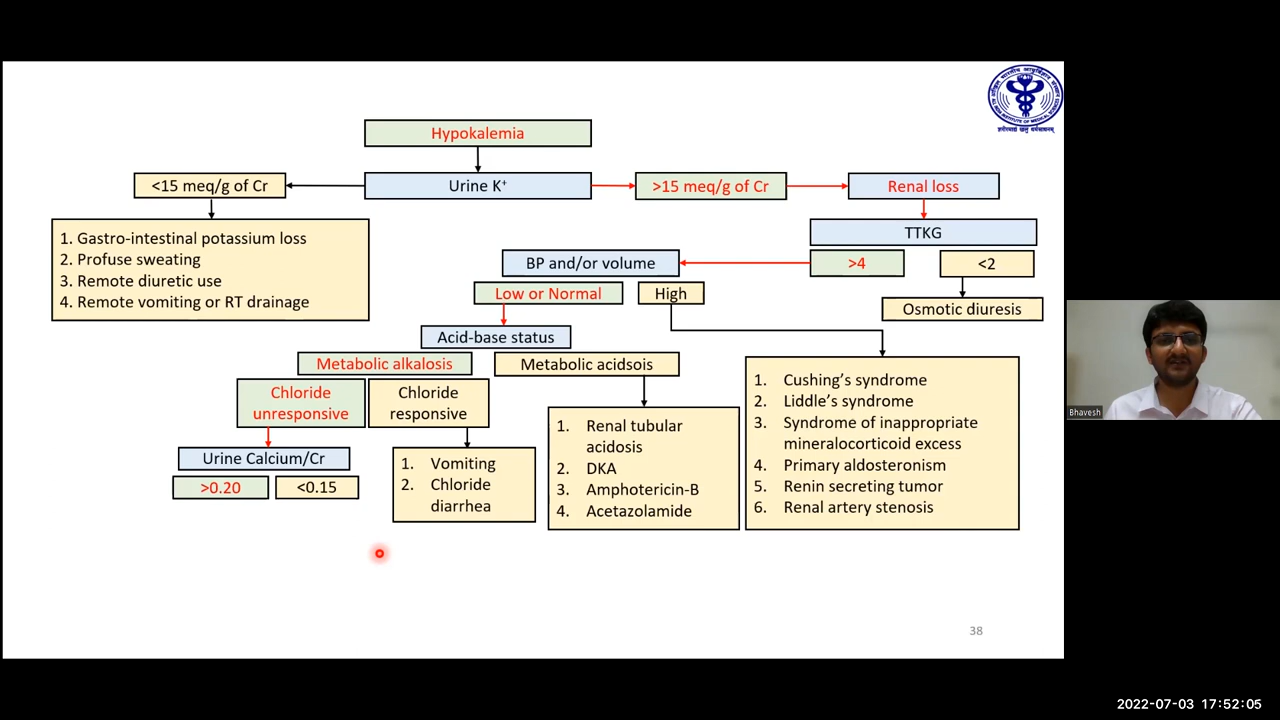 Hypokalemia
<15 meq/g of Cr
Urine K⁺
>15 meq/g of Cr
Renal loss
1. Gastro-intestinal potassium loss
2. Profuse sweating
3. Remote diuretic use
4. Remote vomiting or RT drainage
TTKG
BP and/or volume
>4
<2
Low or Normal
High
Osmotic diuresis
Acid-base status
Metabolic alkalosis
Metabolic acidsois
Chloride
unresponsive
Chloride
responsive
1. Cushing's syndrome
2. Liddle's syndrome
3. Syndrome of inappropriate
mineralocorticoid excess
4. Primary aldosteronism
5. Renin secreting tumor
6. Renal artery stenosis
1. Renal tubular
acidosis
2. DKA
3. Amphotericin-B
4. Acetazolamide
Urine Calcium/Cr
>0.20
<0.15
1. Vomiting
2. Chloride
diarrhea
Bhavesh
38
2022-07-03 17:52:05